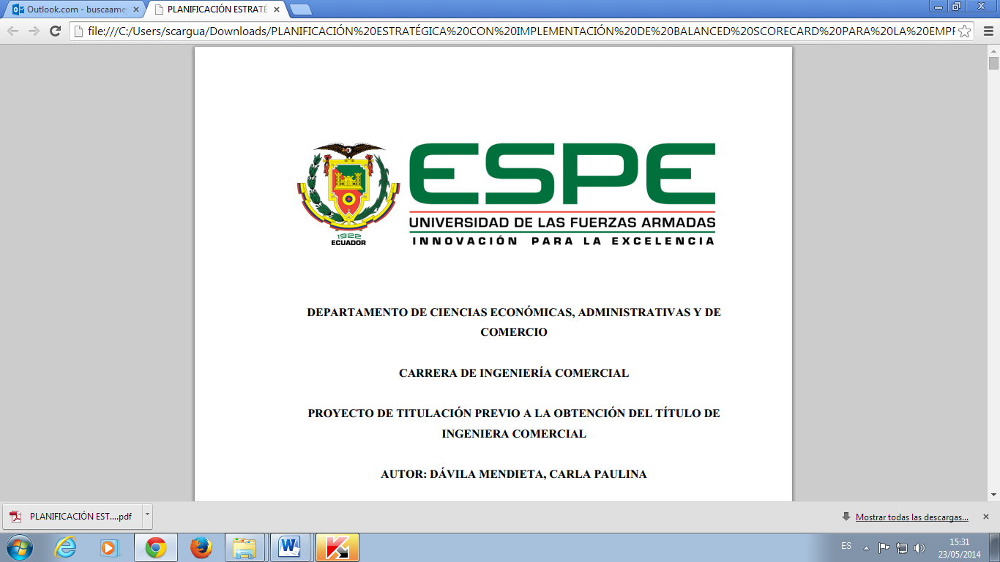 Outlook.com - buscaame
PLANIFICACIÓN ESTRATÉ
file:///C:/Users/scargua/Downloads/PLANIFICACIÓN%20ESTRATÉGICA%20CON%20IMPLEMENTACIÓN%20DE%20BALANCED%20SCORECARD%20PARA%20LA%20EMPR
ESPE
UNIVERSIDAD DE LAS FUERZAS ARMADAS
INNOVACIÓN PARA LA EXCELENCIA
1922
ECUADOR
DEPARTAMENTO DE CIENCIAS ECONÓMICAS, ADMINISTRATIVAS Y DE
COMERCIO
CARRERA DE INGENIERÍA COMERCIAL
PROYECTO DE TITULACIÓN PREVIO A LA OBTENCIÓN DEL TÍTULO DE
INGENIERA COMERCIAL
AUTOR: DÁVILA MENDIETA, CARLA PAULINA
PLANIFICACIÓN EST....pdf
Mostrar todas las descargas...
ES
15:31
23/05/2014